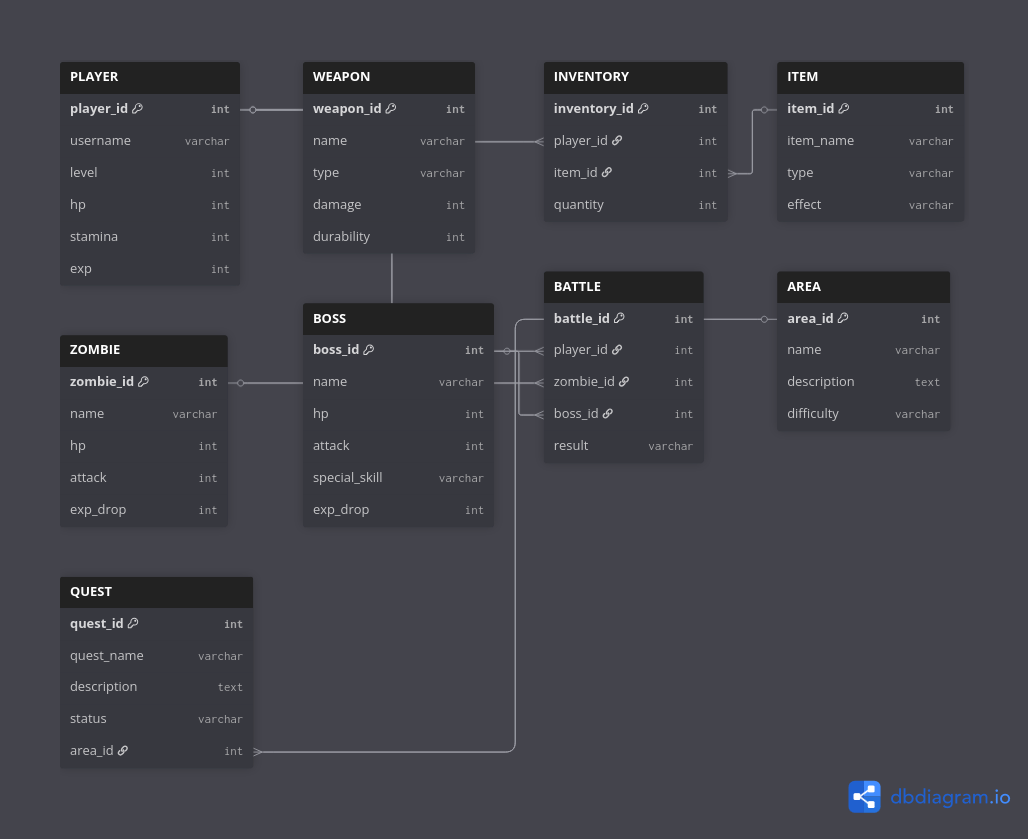 PLAYER
player_id int
username varchar
level int
hp int
stamina int
exp int
WEAPON
weapon_id int
name varchar
type varchar
damage int
durability int
INVENTORY
inventory_id int
player_id int
item_id int
quantity int
ITEM
item_id int
item_name varchar
type varchar
effect varchar
ZOMBIE
zombie_id int
name varchar
hp int
attack int
exp_drop int
BOSS
boss_id int
name varchar
hp int
attack int
special_skill varchar
exp_drop int
BATTLE
battle_id int
player_id int
zombie_id int
boss_id int
result varchar
AREA
area_id int
name varchar
description text
difficulty varchar
QUEST
quest_id int
quest_name varchar
description text
status varchar
area_id int
dbdiagram.io